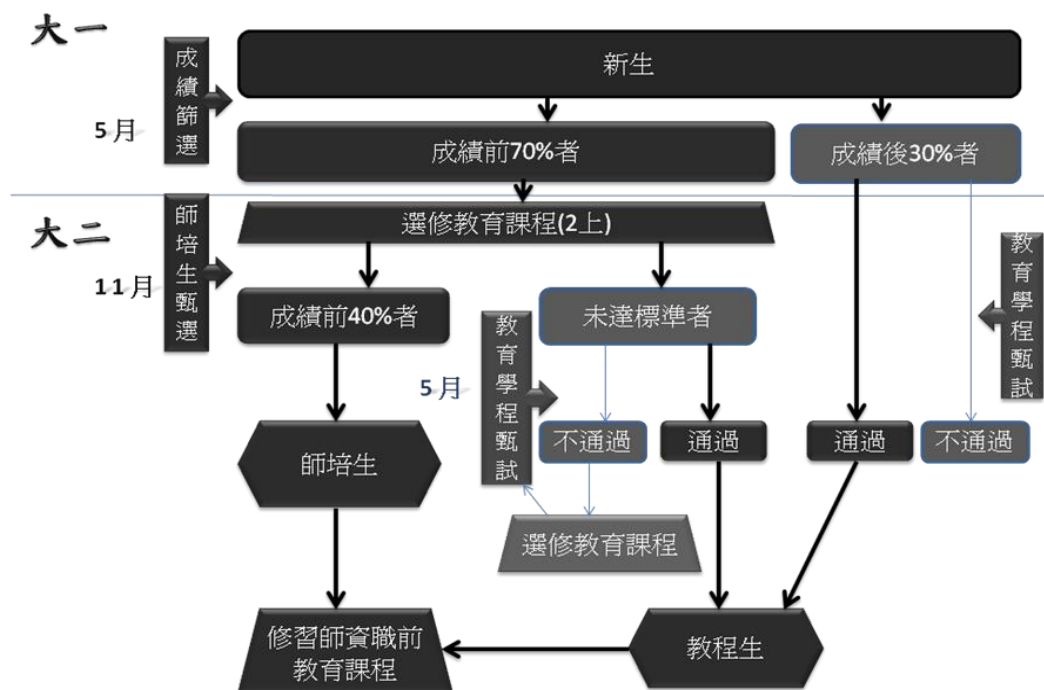 大一
成績篩選
新生
5月
成績前70%者
成績後30%者
大二
師培生甄選
選修教育課程(2上)
11月
成績前40%者
未達標準者
教育學程甄試
教育學程甄試
5月
不通過
通過
通過
不通過
師培生
選修教育課程
修習師資職前
教育課程
教程生